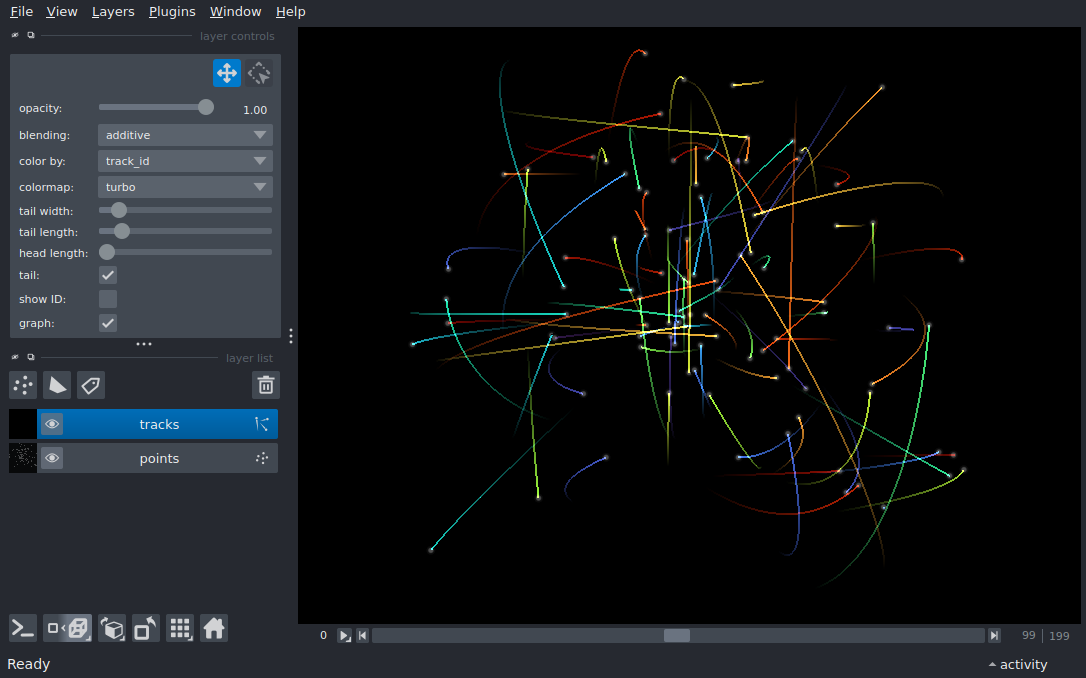 File View Layers Plugins Window Help
layer controls
opacity: 1.00
blending: additive
color by: track_id
colormap: turbo
tail width:
tail length:
head length:
tail:
show ID:
graph:
layer list
tracks
points
0 99 199
Ready activity